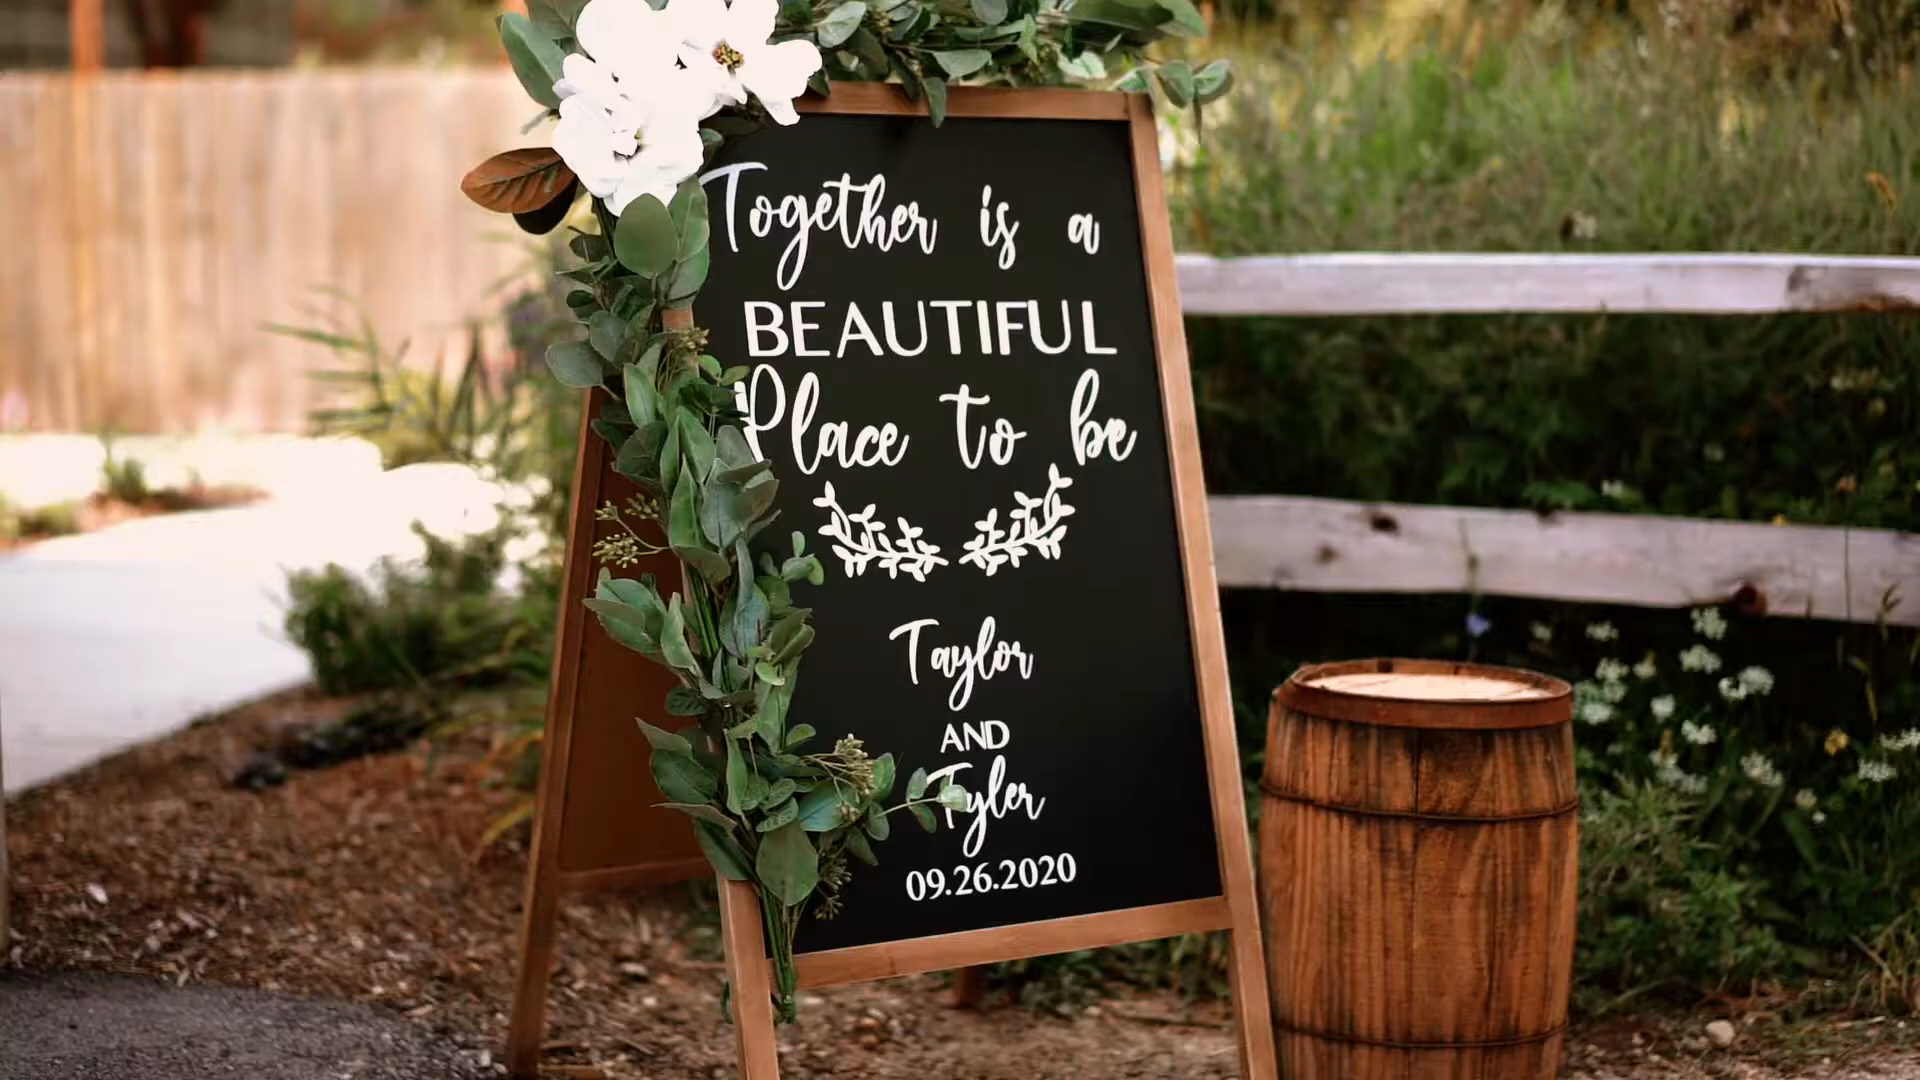 Together is a
BEAUTIFUL
Place to be
Taylor
AND
Tyler
09.26.2020